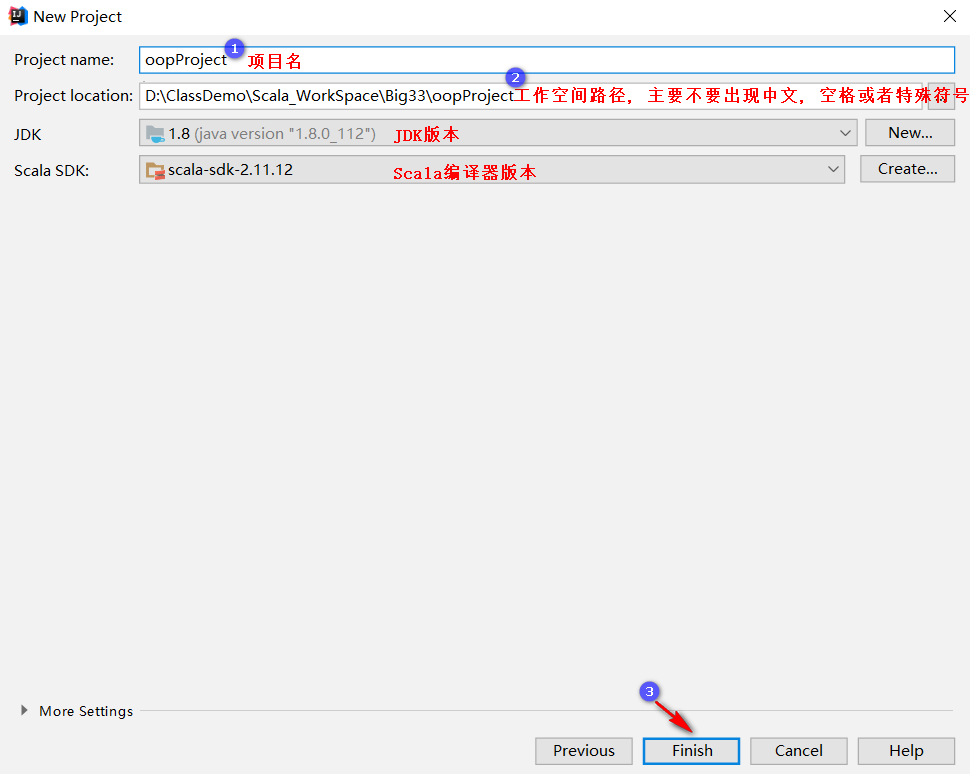 New Project
Project name: oopProject 1 项目名
Project location: D:\ClassDemo\Scala_WorkSpace\Big33\oopProject 2 工作空间路径, 主要不要出现中文, 空格或者特殊符号
JDK 1.8 (java version "1.8.0_112") JDK版本 New...
Scala SDK: scala-sdk-2.11.12 Scala编译器版本 Create...
More Settings
3
Previous Finish Cancel Help